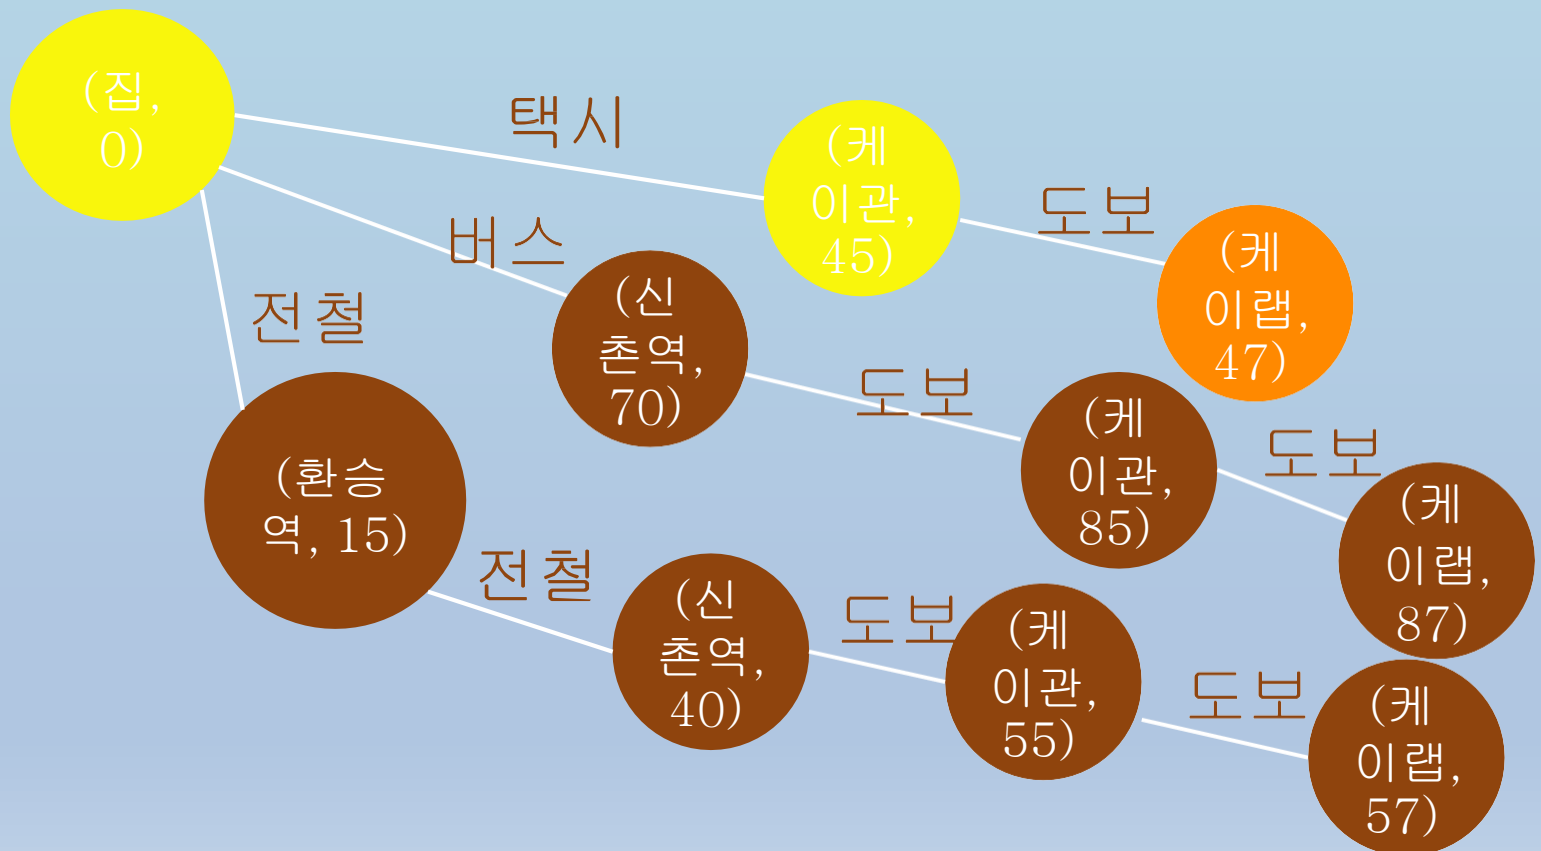 (집,
0)
택시
(케
이관,
45)
도보
(케
이랩,
47)
버스
(신
촌역,
70)
도보
(케
이관,
85)
도보
(케
이랩,
87)
전철
(환승
역, 15)
전철
(신
촌역,
40)
도보
(케
이관,
55)
도보
(케
이랩,
57)